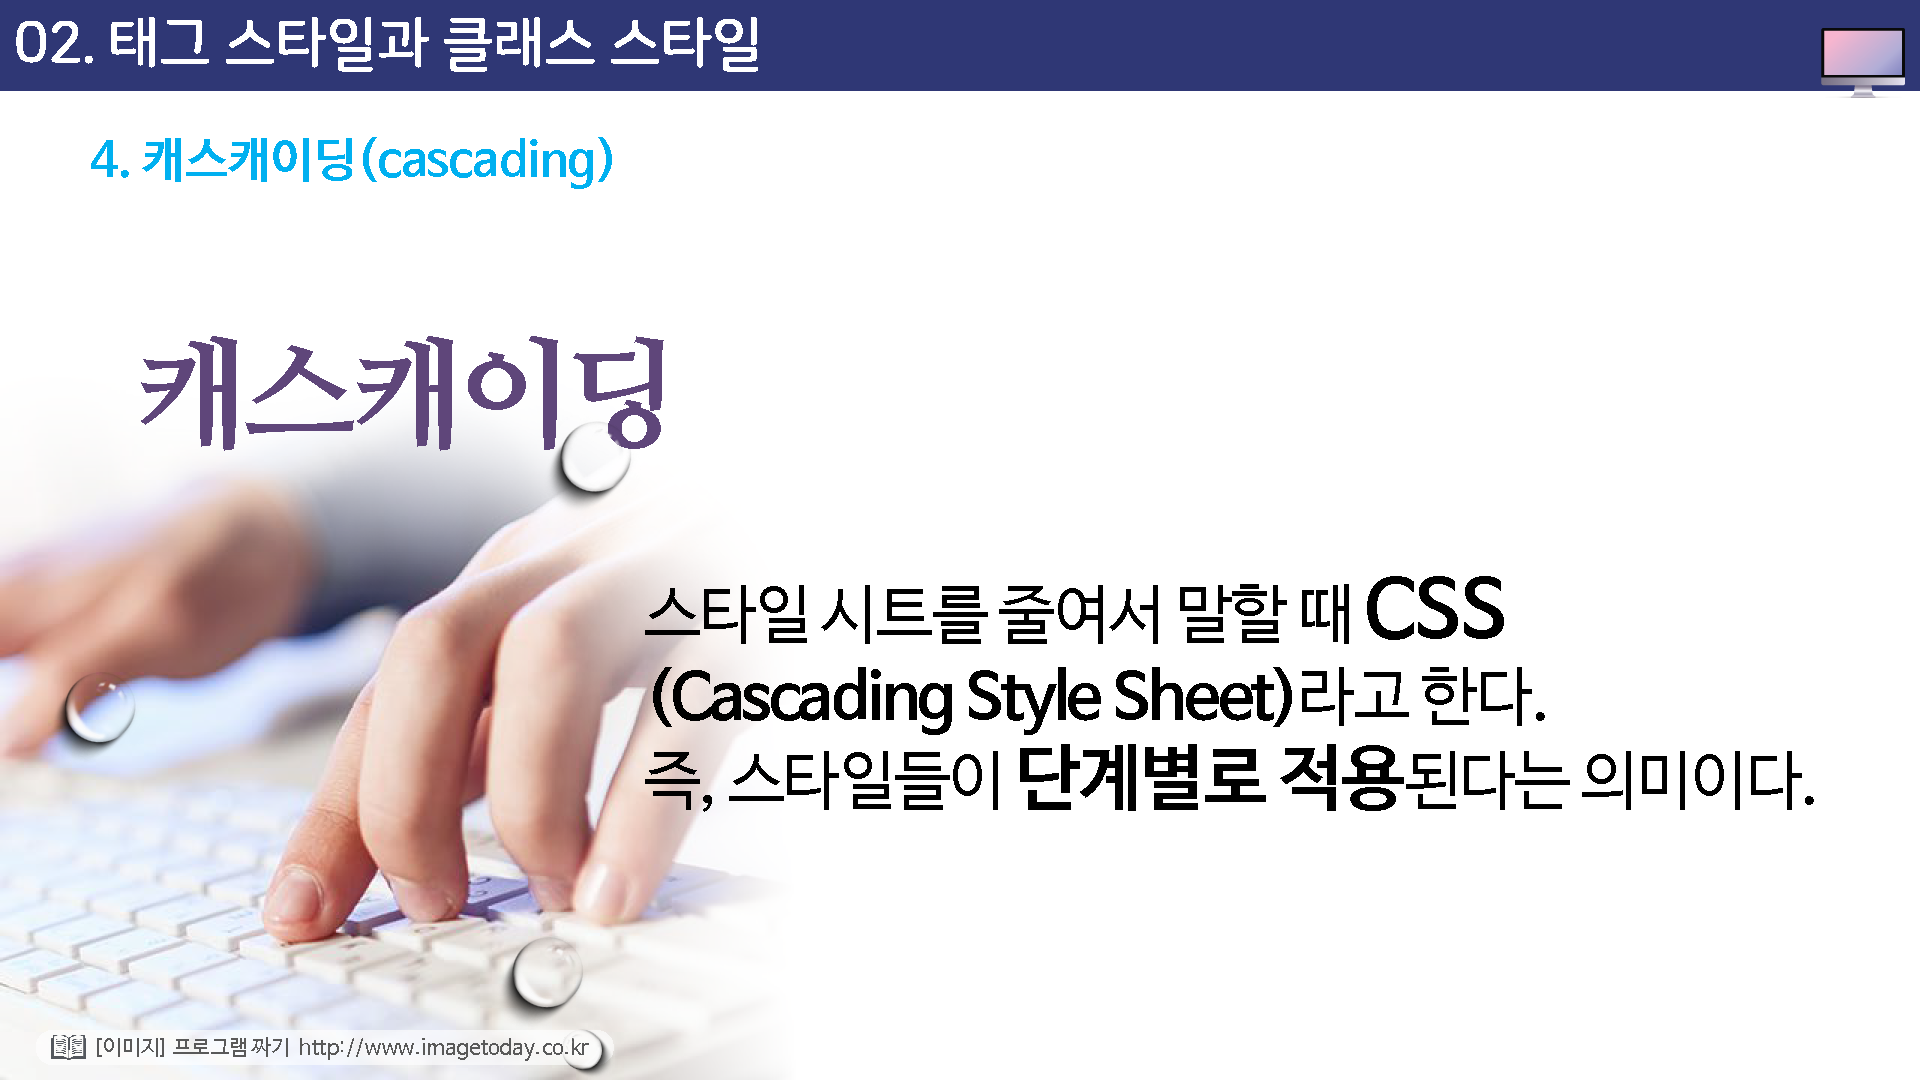 02. 태그 스타일과 클래스 스타일
4. 캐스캐이딩(cascading)
캐스캐이딩
스타일 시트를 줄여서 말할 때 CSS
(Cascading Style Sheet)라고 한다.
즉, 스타일들이 단계별로 적용된다는 의미이다.
[이미지] 프로그램 짜기 http://www.imagetoday.co.kr